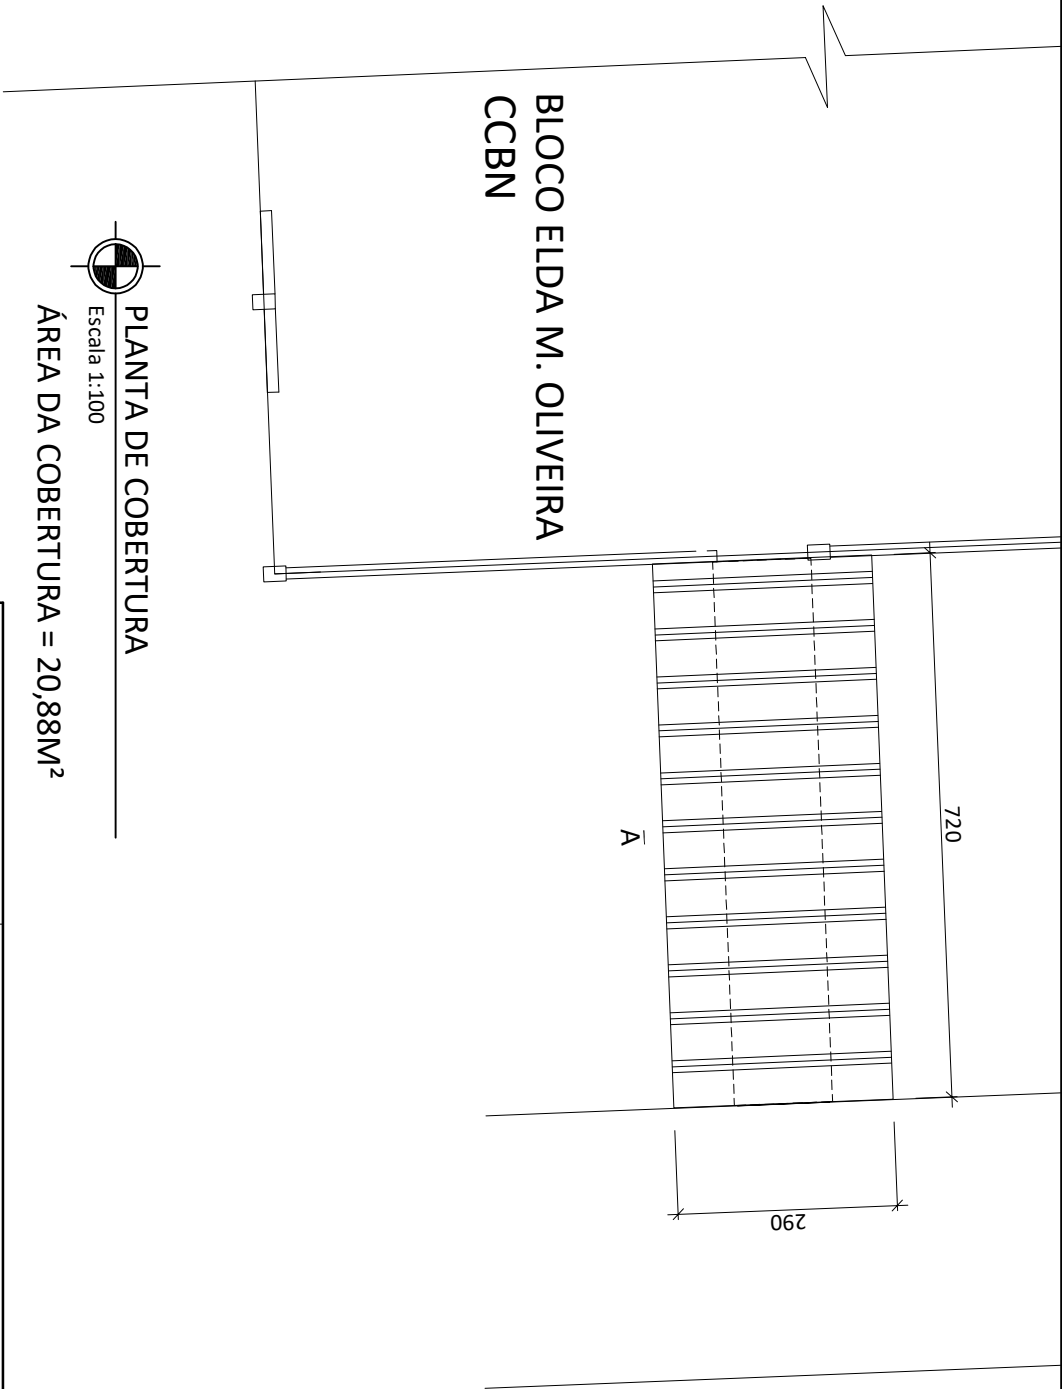 BLOCO ELDA M. OLIVEIRA
CCBN
720
A
290
PLANTA DE COBERTURA
Escala 1:100
ÁREA DA COBERTURA = 20,88M²